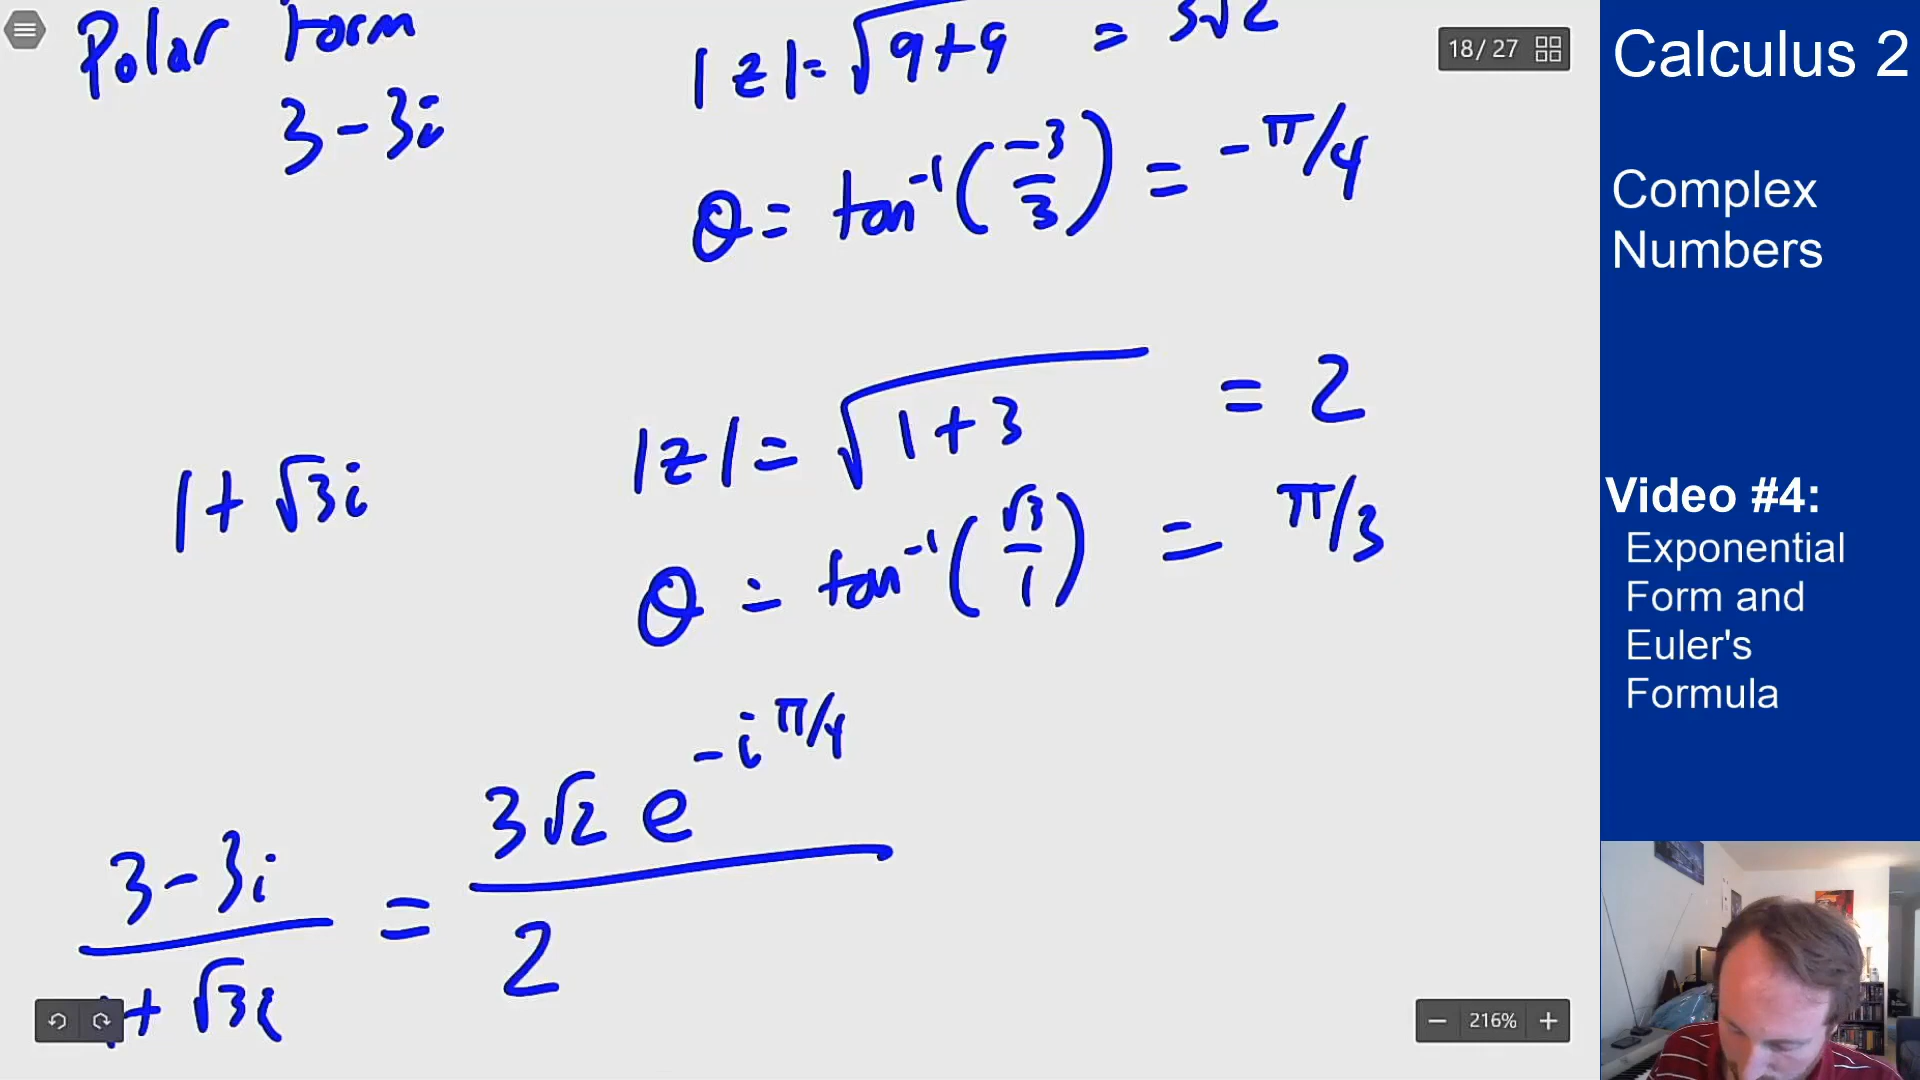 Polar form
3 - 3i
|z| = √9+9 = 3√2
θ = tan⁻¹(-3/3) = -π/4
1 + √3i
|z| = √1+3 = 2
θ = tan⁻¹(√3/1) = π/3
3-3i / 1+√3i = 3√2 e^-iπ/4 / 2
18/ 27
216%
Calculus 2
Complex
Numbers
Video #4:
Exponential
Form and
Euler's
Formula